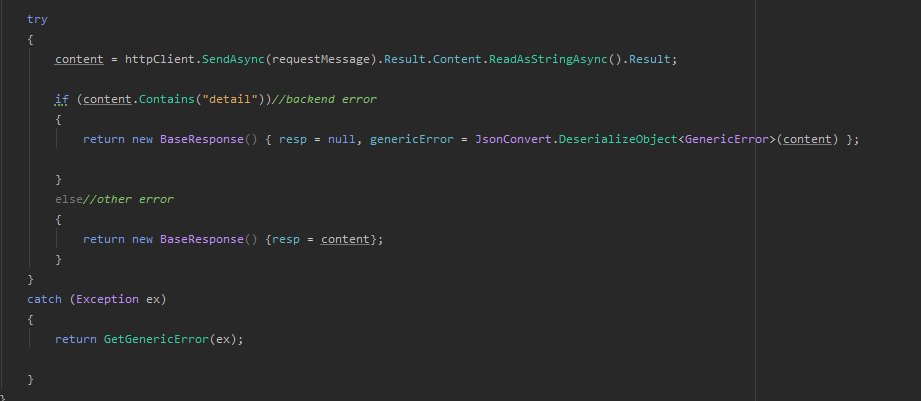 try
{
content = httpClient.SendAsync(requestMessage).Result.Content.ReadAsStringAsync().Result;
if (content.Contains("detail"))//backend error
{
return new BaseResponse() { resp = null, genericError = JsonConvert.DeserializeObject<GenericError>(content) };
}
else//other error
{
return new BaseResponse() {resp = content};
}
}
catch (Exception ex)
{
return GetGenericError(ex);
}
}